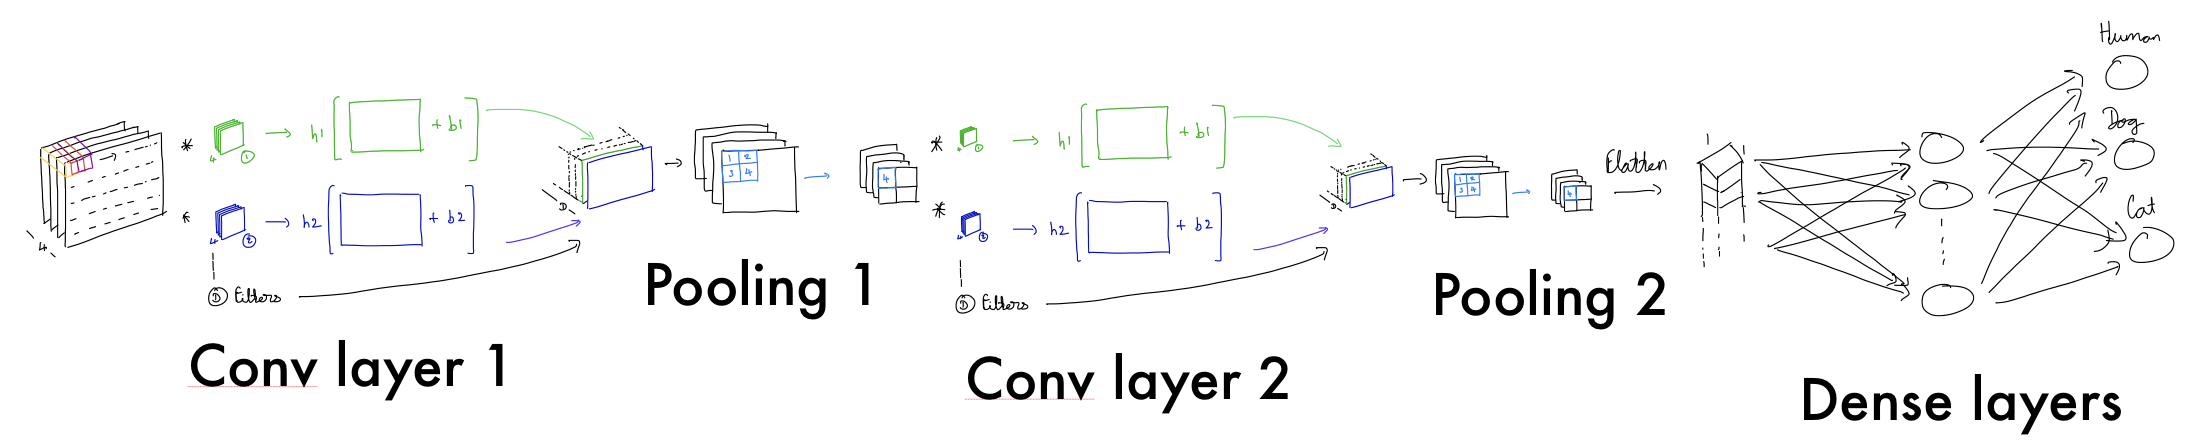 * 4 1 → h1 [ + b1 ]
4
* 4 2 → h2 [ + b2 ]
D Filters
D
1 2
3 4
4
Pooling 1
Conv layer 1
* 4 1 → h1 [ + b1 ]
* 4 2 → h2 [ + b2 ]
D Filters
D
1 2
3 4
4
Pooling 2
Conv layer 2
Flatten
Human
Dog
Cat
Dense layers